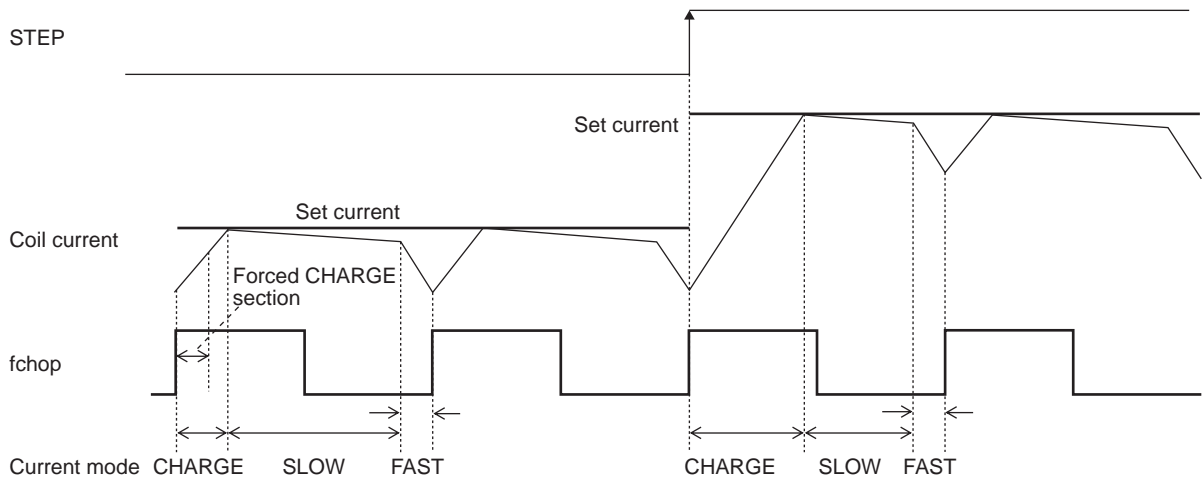 STEP
Set current
Set current
Coil current
Forced CHARGE
section
fchop
Current mode CHARGE SLOW FAST CHARGE SLOW FAST